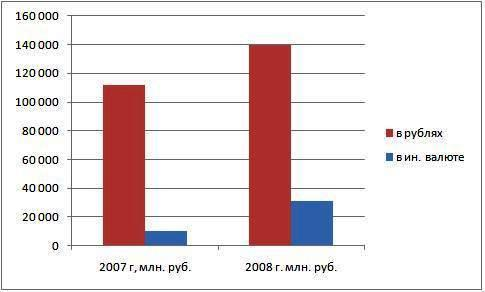 160 000
140 000
120 000
100 000
80 000
60 000
40 000
20 000
0
2007 г, млн. руб.
2008 г. млн. руб.
в рублях
в ин. валюте